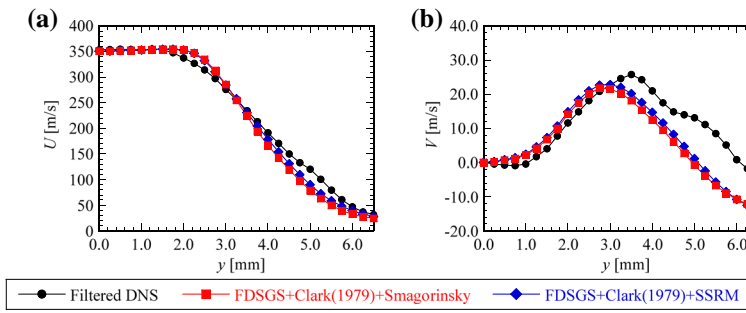 (a)
400
350
300
250
200
150
100
50
0
U [m/s]
0.0 1.0 2.0 3.0 4.0 5.0 6.0
y [mm]
(b)
40.0
30.0
20.0
10.0
0.0
-10.0
-20.0
V [m/s]
0.0 1.0 2.0 3.0 4.0 5.0 6.0
y [mm]
Filtered DNS FDSGS+Clark(1979)+Smagorinsky FDSGS+Clark(1979)+SSRM